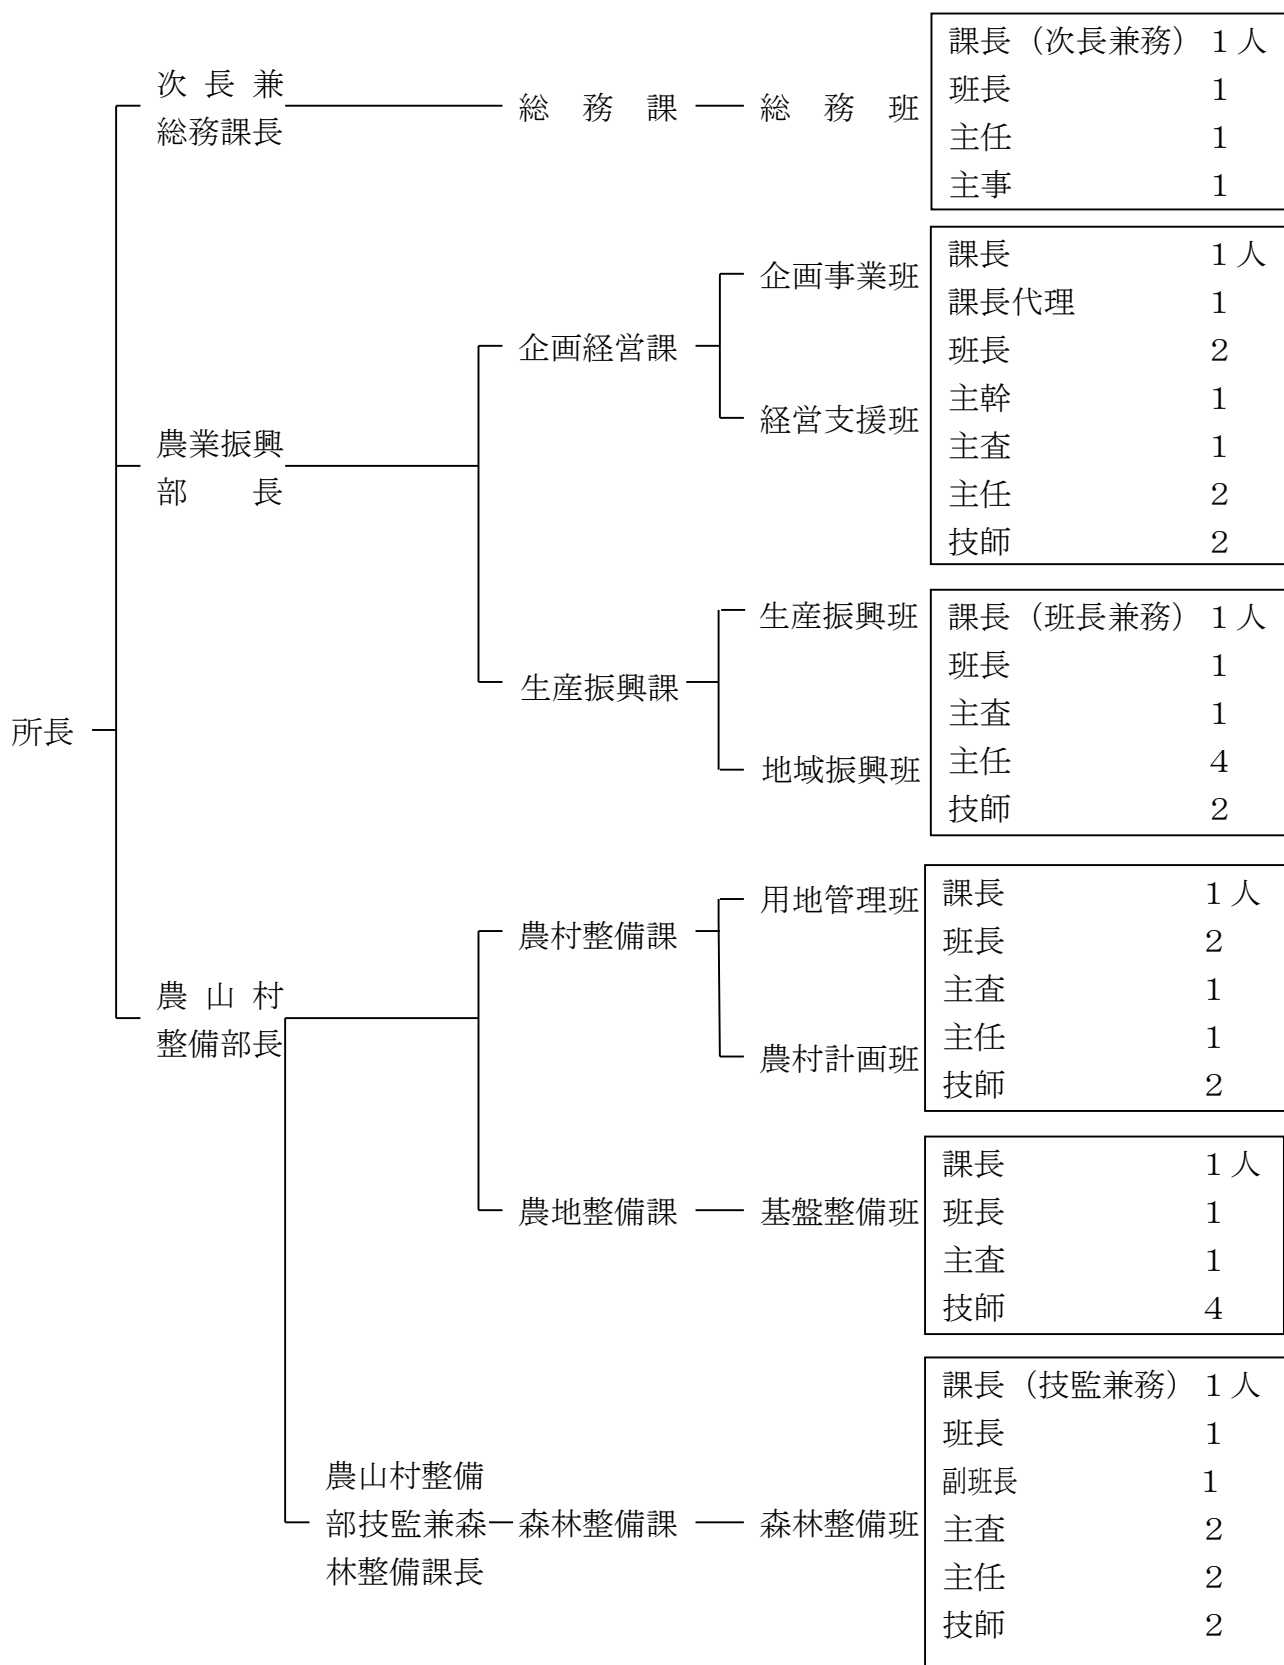 所長
次長兼
総務課長
総務課
総務班
課長（次長兼務）１人
班長 １
主任 １
主事 １
農業振興
部長
企画経営課
企画事業班
経営支援班
課長 １人
課長代理 １
班長 ２
主幹 １
主査 １
主任 ２
技師 ２
生産振興課
生産振興班
地域振興班
課長（班長兼務）１人
班長 １
主査 １
主任 ４
技師 ２
農山村
整備部長
農村整備課
用地管理班
農村計画班
課長 １人
班長 ２
主査 １
主任 １
技師 ２
農地整備課
基盤整備班
課長 １人
班長 １
主査 １
技師 ４
農山村整備
部技監兼森
林整備課長
森林整備課
森林整備班
課長（技監兼務）１人
班長 １
副班長 １
主査 ２
主任 ２
技師 ２